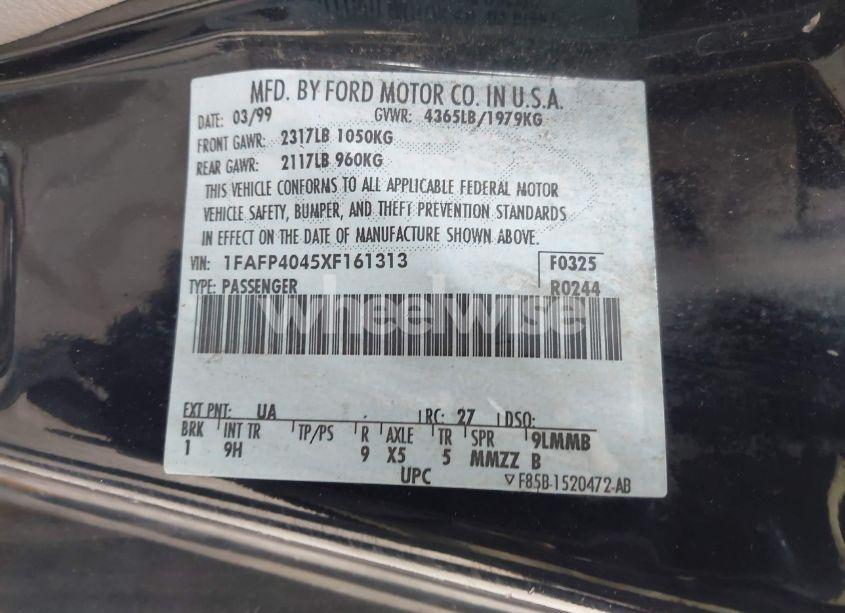 MFD. BY FORD MOTOR CO. IN U.S.A.
DATE: 03/99 GVWR: 4365LB/1979KG
FRONT GAWR: 2317LB 1050KG
REAR GAWR: 2117LB 960KG
THIS VEHICLE CONFORMS TO ALL APPLICABLE FEDERAL MOTOR
VEHICLE SAFETY, BUMPER, AND THEFT PREVENTION STANDARDS
IN EFFECT ON THE DATE OF MANUFACTURE SHOWN ABOVE.
VIN: 1FAFP4045XF161313 F0325
TYPE: PASSENGER R0244
wheelwise
EXT PNT: UA RC: 27 DSO:
BRK INT TR TP/PS R AXLE TR SPR 9LMMB
1 9H 9 X5 5 MMZZ B
UPC F85B-1520472-AB